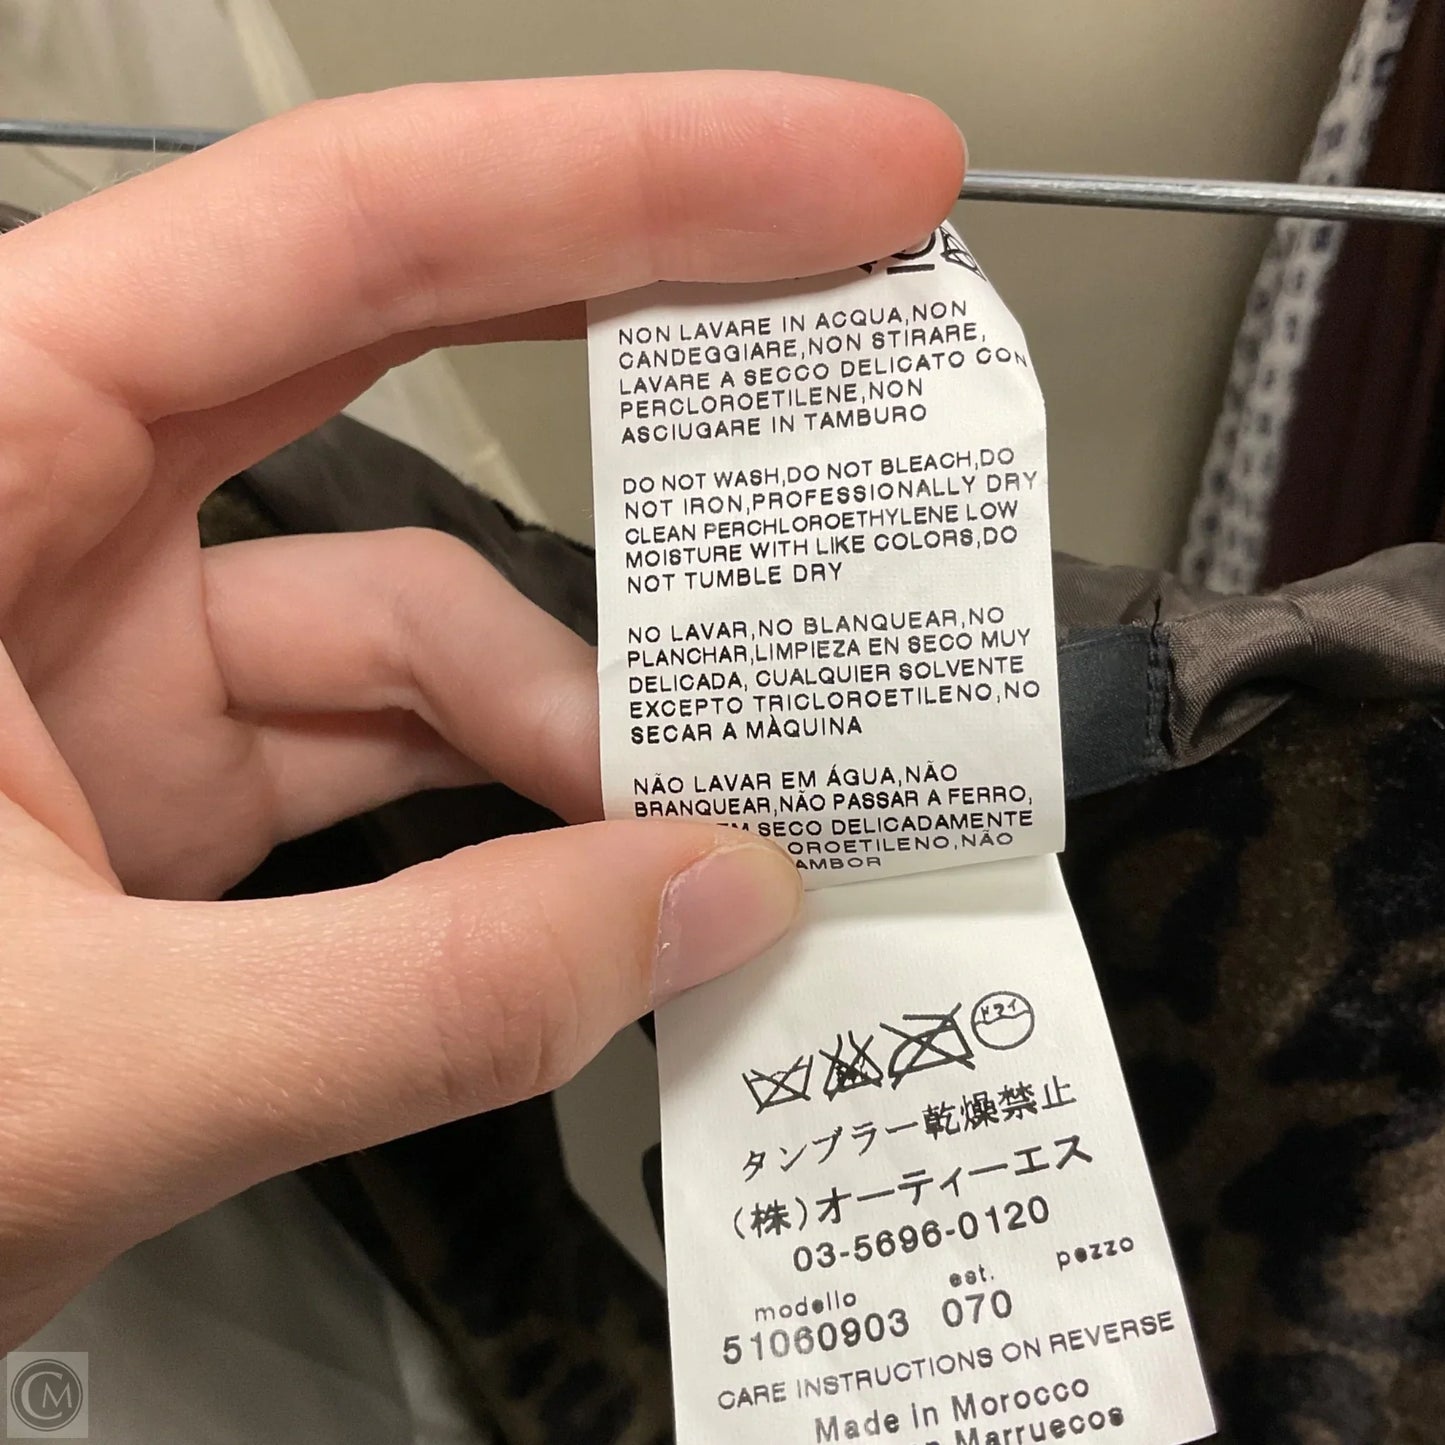 NON LAVARE IN ACQUA,NON
CANDEGGIARE,NON STIRARE,
LAVARE A SECCO DELICATO CON
PERCLOROETILENE,NON
ASCIUGARE IN TAMBURO
DO NOT WASH,DO NOT BLEACH,DO
NOT IRON,PROFESSIONALLY DRY
CLEAN PERCHLOROETHYLENE LOW
MOISTURE WITH LIKE COLORS,DO
NOT TUMBLE DRY
NO LAVAR,NO BLANQUEAR,NO
PLANCHAR,LIMPIEZA EN SECO MUY
DELICADA, CUALQUIER SOLVENTE
EXCEPTO TRICLOROETILENO,NO
SECAR A MÀQUINA
NÃO LAVAR EM ÁGUA,NÃO
BRANQUEAR,NÃO PASSAR A FERRO,
EM SECO DELICADAMENTE
OROETILENO,NÃO
AMBOR
ドライ
タンブラー乾燥禁止
(株)オーティーエス
03-5696-0120
modello est. pezzo
51060903 070
CARE INSTRUCTIONS ON REVERSE
Made in Morocco
Marruecos
CM